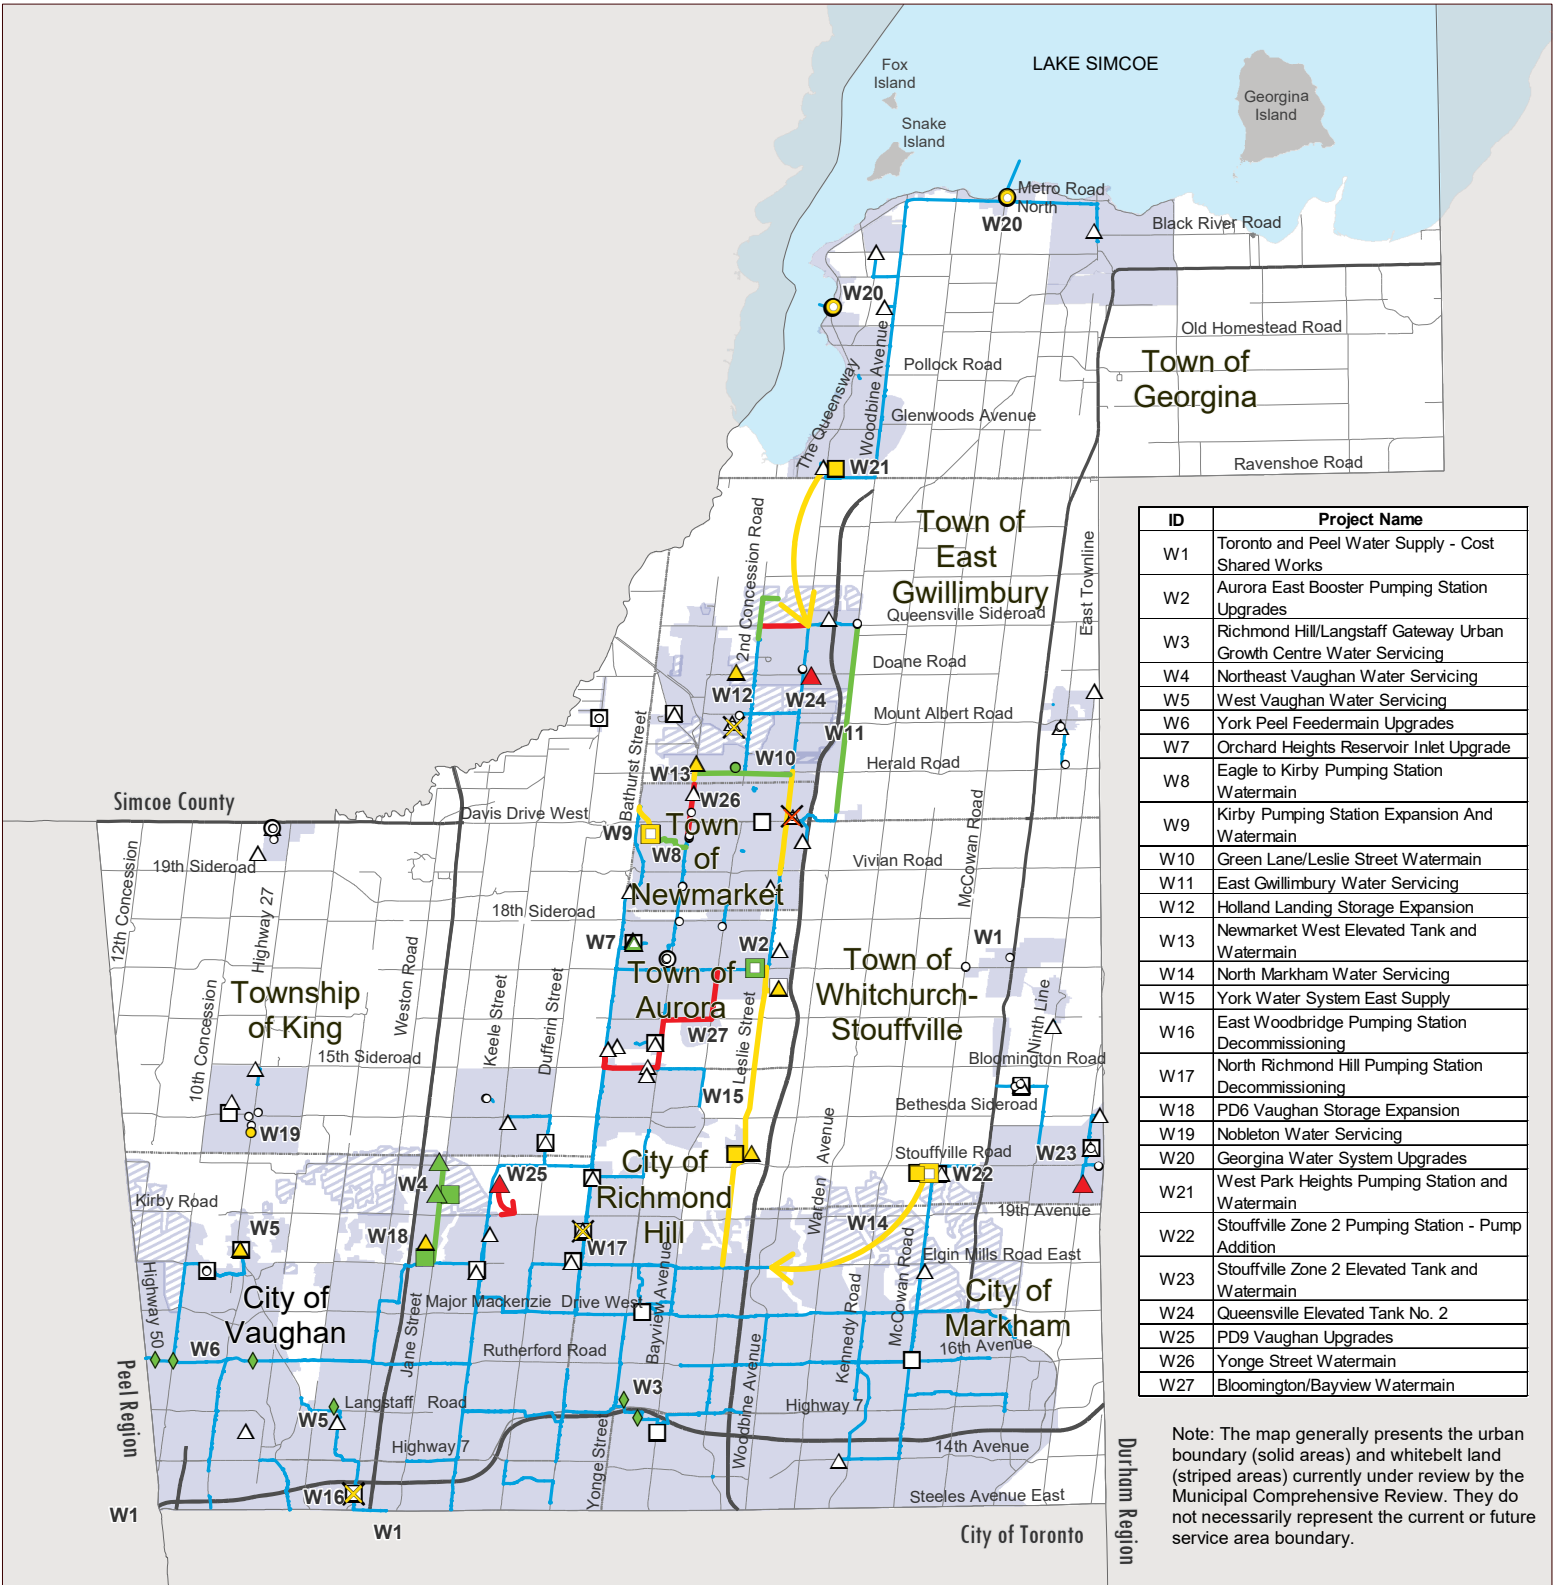 LAKE SIMCOE
Fox
Island
Snake
Island
Georgina
Island
Metro Road
North
W20
Black River Road
W20
Woodbine Avenue
Old Homestead Road
Pollock Road
Town of
Georgina
The Queensway
Glenwoods Avenue
W21
Ravenshoe Road
2nd Concession Road
Town of
East
Gwillimbury
East Townline
Queensville Sideroad
Doane Road
W12
W24
Mount Albert Road
W11
Bathurst Street
W13
W10
Herald Road
Simcoe County
Davis Drive West
W26
W9
Town
of
Newmarket
W8
McCowan Road
12th Concession
19th Sideroad
Vivian Road
Highway 27
18th Sideroad
W7
W2
W1
Town of
Aurora
Town of
Whitchurch-
Stouffville
Township
of King
Weston Road
10th Concession
Keele Street
Dufferin Street
Ninth Line
W27
Leslie Street
15th Sideroad
Bloomington Road
W15
Bethesda Sideroad
W19
Warden Avenue
Stouffville Road
W23
City of
Richmond
Hill
W25
W22
W4
Kirby Road
19th Avenue
W14
W5
W18
W17
Elgin Mills Road East
Highway 50
City of
Vaughan
Major Mackenzie Drive West
City of
Markham
Jane Street
Bayview Avenue
Kennedy Road
McCowan Road
W6
Rutherford Road
16th Avenue
Peel Region
W3
W5
Langstaff Road
Highway 7
Woodbine Avenue
Yonge Street
Highway 7
14th Avenue
W16
Steeles Avenue East
W1
W1
City of Toronto
Durham Region
ID Project Name
W1 Toronto and Peel Water Supply - Cost
Shared Works
W2 Aurora East Booster Pumping Station
Upgrades
W3 Richmond Hill/Langstaff Gateway Urban
Growth Centre Water Servicing
W4 Northeast Vaughan Water Servicing
W5 West Vaughan Water Servicing
W6 York Peel Feedermain Upgrades
W7 Orchard Heights Reservoir Inlet Upgrade
W8 Eagle to Kirby Pumping Station
Watermain
W9 Kirby Pumping Station Expansion And
Watermain
W10 Green Lane/Leslie Street Watermain
W11 East Gwillimbury Water Servicing
W12 Holland Landing Storage Expansion
W13 Newmarket West Elevated Tank and
Watermain
W14 North Markham Water Servicing
W15 York Water System East Supply
W16 East Woodbridge Pumping Station
Decommissioning
W17 North Richmond Hill Pumping Station
Decommissioning
W18 PD6 Vaughan Storage Expansion
W19 Nobleton Water Servicing
W20 Georgina Water System Upgrades
W21 West Park Heights Pumping Station and
Watermain
W22 Stouffville Zone 2 Pumping Station - Pump
Addition
W23 Stouffville Zone 2 Elevated Tank and
Watermain
W24 Queensville Elevated Tank No. 2
W25 PD9 Vaughan Upgrades
W26 Yonge Street Watermain
W27 Bloomington/Bayview Watermain
Note: The map generally presents the urban
boundary (solid areas) and whitebelt land
(striped areas) currently under review by the
Municipal Comprehensive Review. They do
not necessarily represent the current or future
service area boundary.